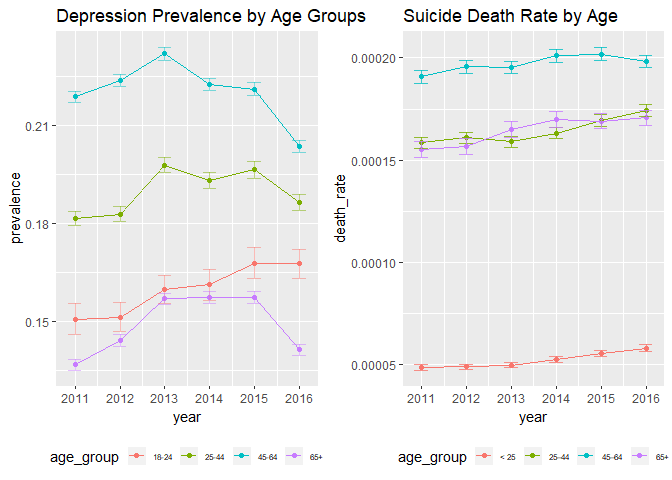 Depression Prevalence by Age Groups
prevalence
0.21
0.18
0.15
2011 2012 2013 2014 2015 2016
year
age_group 18-24 25-44 45-64 65+
Suicide Death Rate by Age
death_rate
0.00020
0.00015
0.00010
0.00005
2011 2012 2013 2014 2015 2016
year
age_group < 25 25-44 45-64 65+